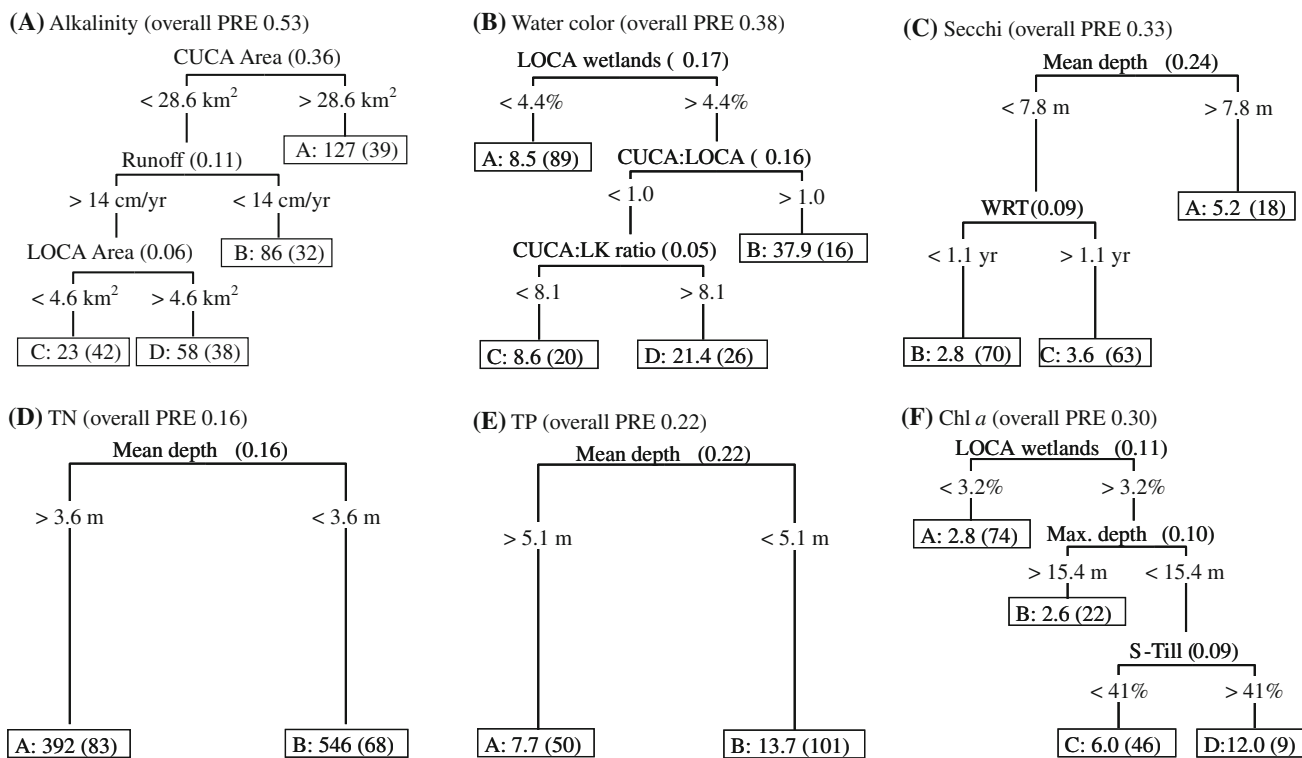 (A) Alkalinity (overall PRE 0.53)
CUCA Area (0.36)
< 28.6 km²
> 28.6 km²
A: 127 (39)
Runoff (0.11)
> 14 cm/yr
< 14 cm/yr
B: 86 (32)
LOCA Area (0.06)
< 4.6 km²
> 4.6 km²
C: 23 (42)
D: 58 (38)
(B) Water color (overall PRE 0.38)
LOCA wetlands ( 0.17)
< 4.4%
> 4.4%
A: 8.5 (89)
CUCA:LOCA ( 0.16)
< 1.0
> 1.0
B: 37.9 (16)
CUCA:LK ratio (0.05)
< 8.1
> 8.1
C: 8.6 (20)
D: 21.4 (26)
(C) Secchi (overall PRE 0.33)
Mean depth (0.24)
< 7.8 m
> 7.8 m
A: 5.2 (18)
WRT (0.09)
< 1.1 yr
> 1.1 yr
B: 2.8 (70)
C: 3.6 (63)
(D) TN (overall PRE 0.16)
Mean depth (0.16)
> 3.6 m
< 3.6 m
A: 392 (83)
B: 546 (68)
(E) TP (overall PRE 0.22)
Mean depth (0.22)
> 5.1 m
< 5.1 m
A: 7.7 (50)
B: 13.7 (101)
(F) Chl a (overall PRE 0.30)
LOCA wetlands (0.11)
< 3.2%
> 3.2%
A: 2.8 (74)
Max. depth (0.10)
> 15.4 m
< 15.4 m
B: 2.6 (22)
S-Till (0.09)
< 41%
> 41%
C: 6.0 (46)
D:12.0 (9)